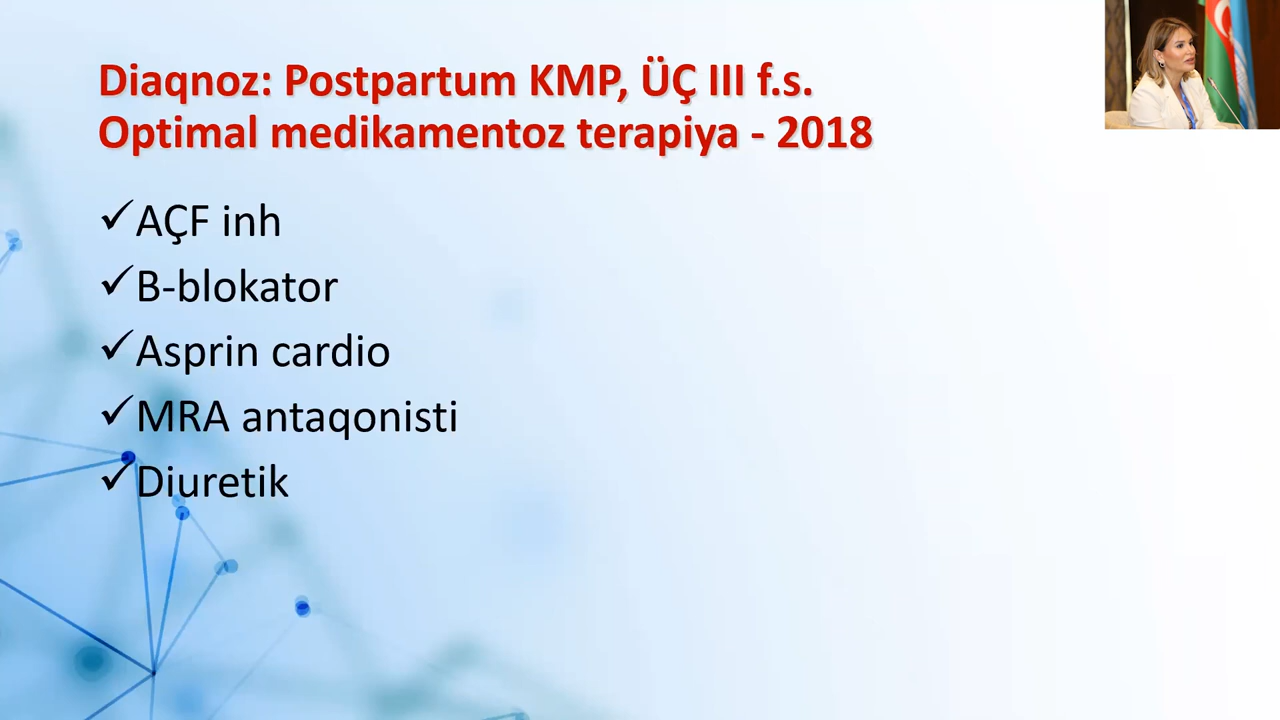 Diaqnoz: Postpartum KMP, ÜÇ III f.s.
Optimal medikamentoz terapiya - 2018
✓AÇF inh
✓B-blokator
✓Asprin cardio
✓MRA antaqonisti
✓Diuretik